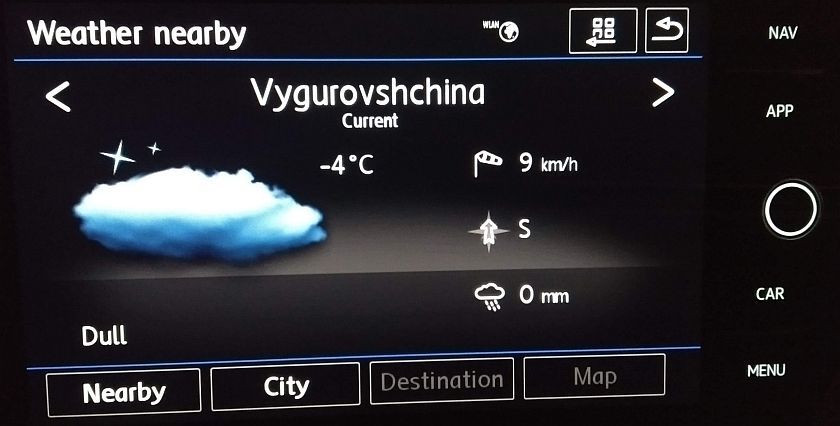 Weather nearby
WLAN
NAV
APP
Vygurovshchina
Current
-4°C
9 km/h
S
0 mm
CAR
Dull
MENU
Nearby
City
Destination
Map